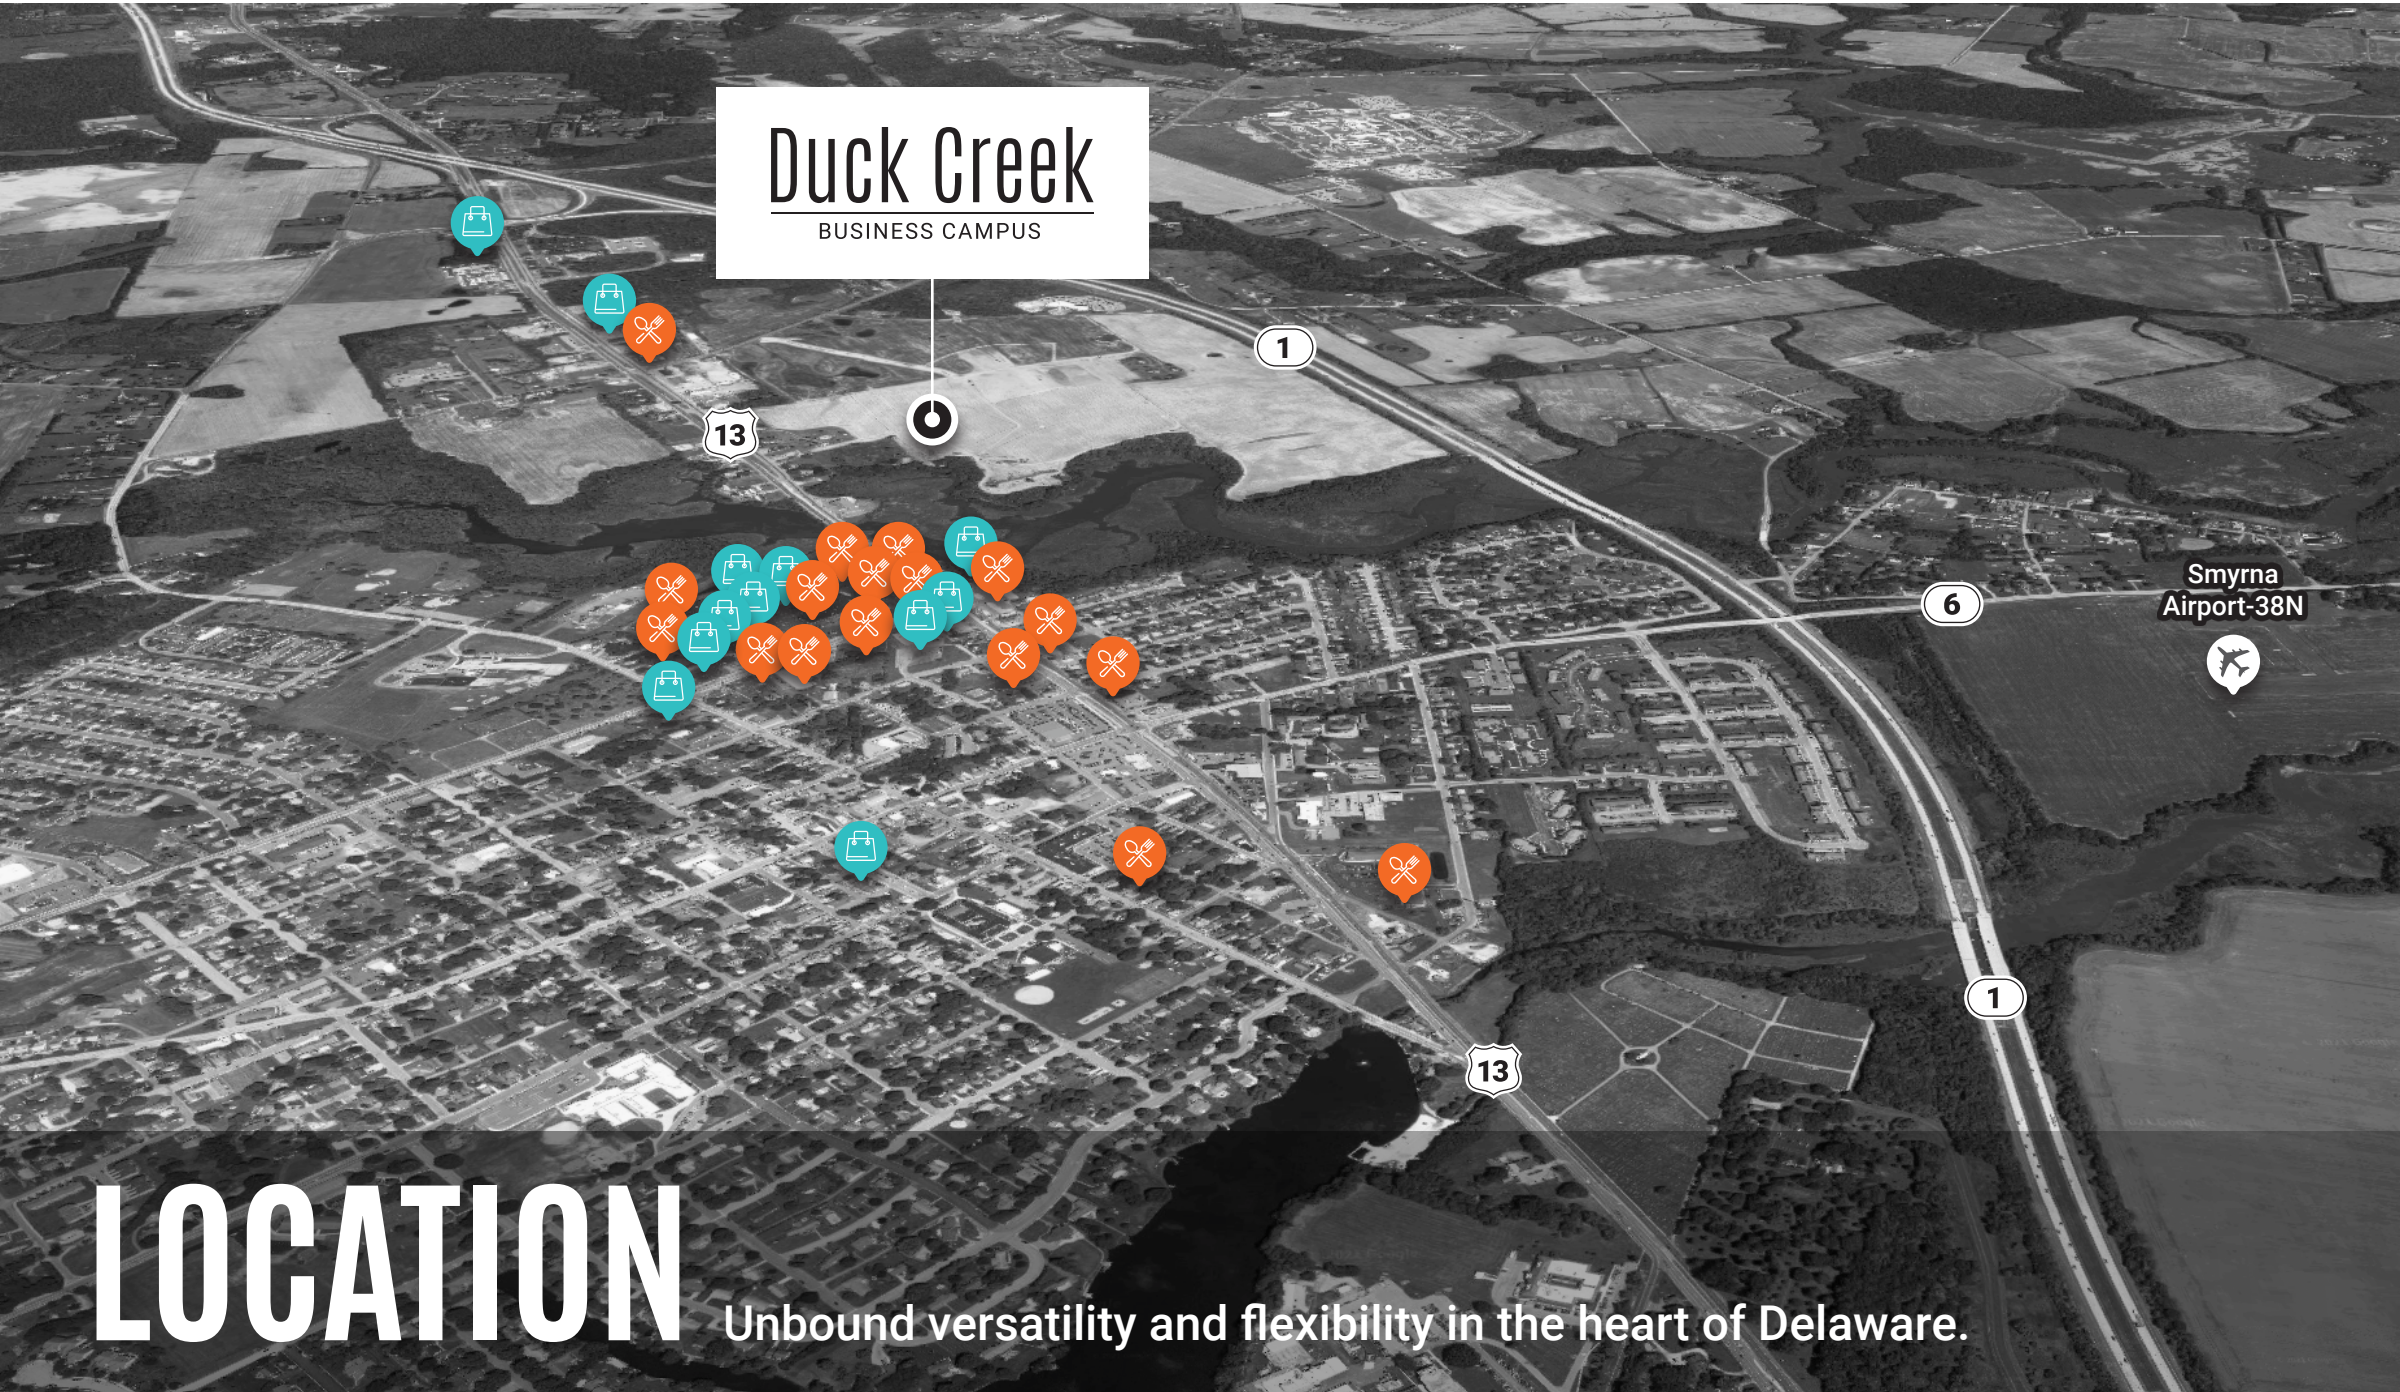 Duck Creek
BUSINESS CAMPUS
1
13
6
Smyrna
Airport-38N
1
13
LOCATION
Unbound versatility and flexibility in the heart of Delaware.